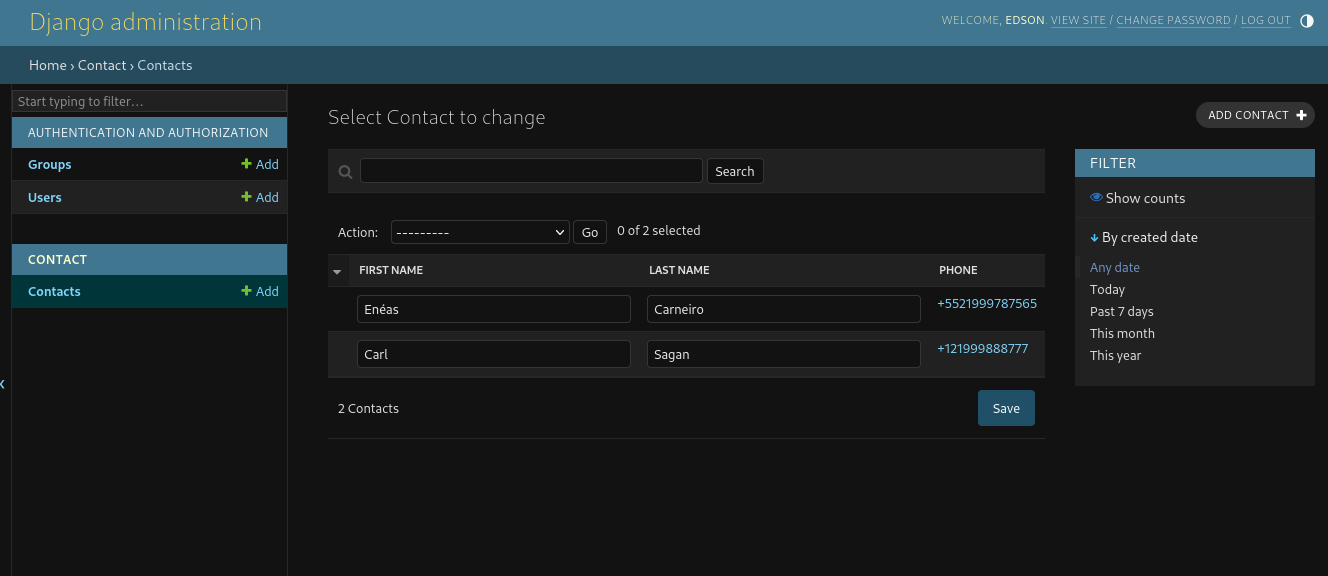 Django administration
WELCOME, EDSON. VIEW SITE / CHANGE PASSWORD / LOG OUT
Home › Contact › Contacts
Start typing to filter…
AUTHENTICATION AND AUTHORIZATION
Groups + Add
Users + Add
CONTACT
Contacts + Add
Select Contact to change
ADD CONTACT +
Search
Action: --------- Go 0 of 2 selected
FIRST NAME LAST NAME PHONE
Enéas Carneiro +5521999787565
Carl Sagan +121999888777
2 Contacts Save
FILTER
Show counts
↓ By created date
Any date
Today
Past 7 days
This month
This year